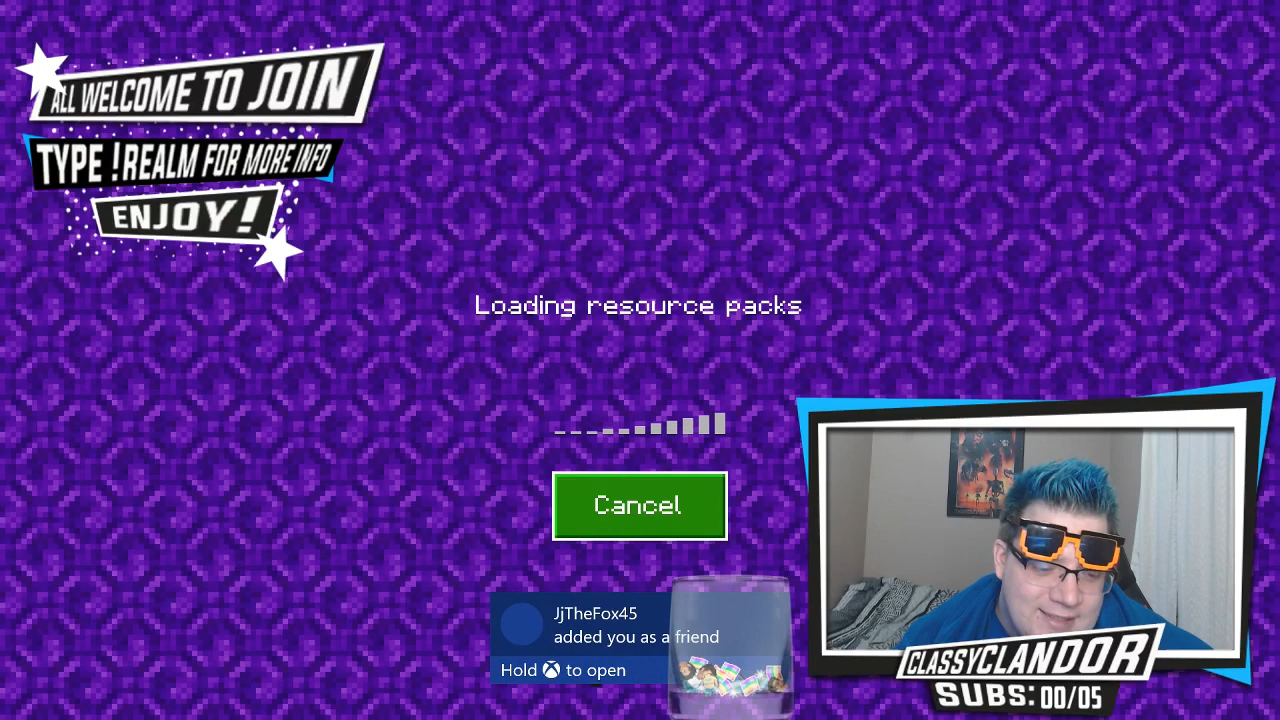 ALL WELCOME TO JOIN
TYPE !REALM FOR MORE INFO
ENJOY!
Loading resource packs
Cancel
JjTheFox45
added you as a friend
Hold to open
CLASSYCLANDOR
SUBS: 00/05